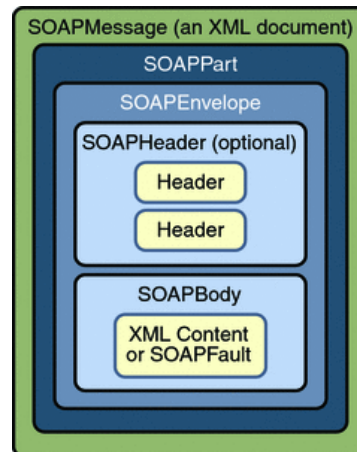 SOAPMessage (an XML document)
SOAPPart
SOAPEnvelope
SOAPHeader (optional)
Header
Header
SOAPBody
XML Content
or SOAPFault